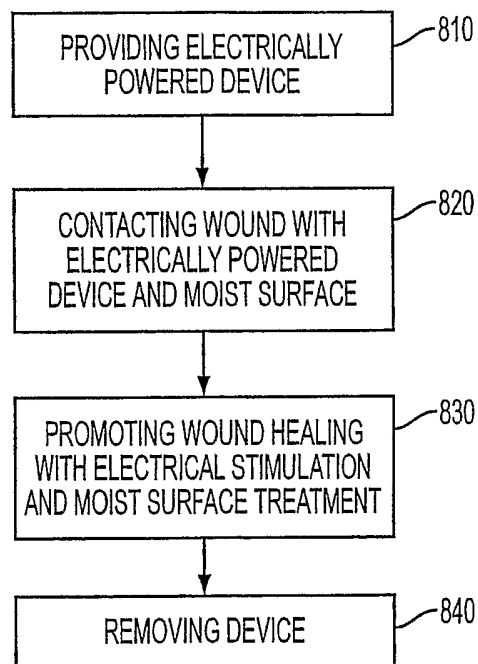 810
PROVIDING ELECTRICALLY
POWERED DEVICE
820
CONTACTING WOUND WITH
ELECTRICALLY POWERED
DEVICE AND MOIST SURFACE
830
PROMOTING WOUND HEALING
WITH ELECTRICAL STIMULATION
AND MOIST SURFACE TREATMENT
840
REMOVING DEVICE